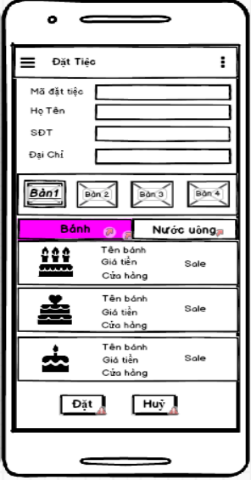 Đặt Tiệc
Mã đặt tiệc
Họ Tên
SĐT
Đại Chỉ
Bàn1 Bàn 2 Bàn 3 Bàn 4
Bánh Nước uông
Tên bánh
Giá tiền Sale
Cửa hàng
Tên bánh
Giá tiền Sale
Cửa hàng
Tên bánh
Giá tiền Sale
Cửa hàng
Đặt Huỷ